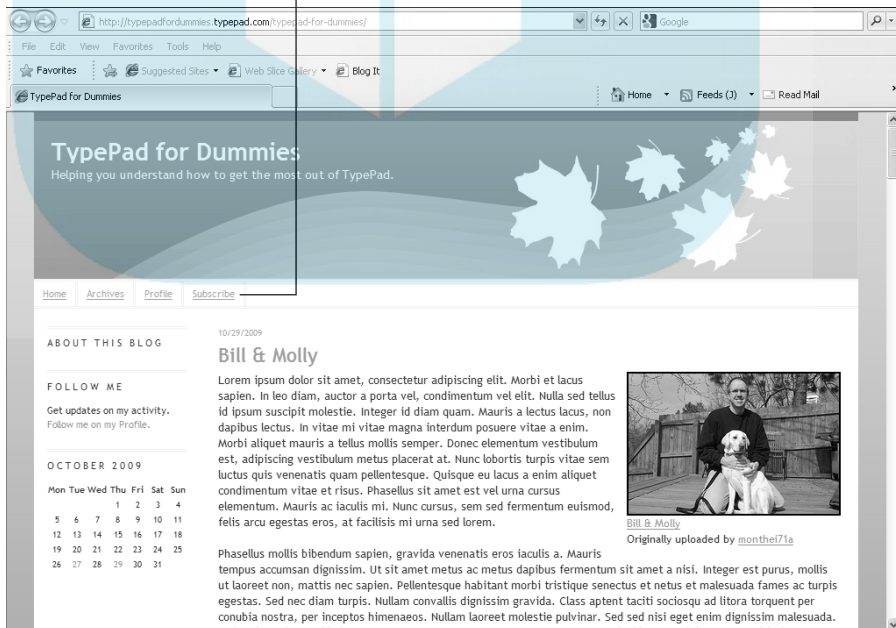 http://typepadfordummies.typepad.com/typepad-for-dummies/
Google
File Edit View Favorites Tools Help
Favorites Suggested Sites Web Slice Gallery Blog It
TypePad for Dummies Home Feeds (J) Read Mail »
TypePad for Dummies
Helping you understand how to get the most out of TypePad.
Home Archives Profile Subscribe
ABOUT THIS BLOG
FOLLOW ME
Get updates on my activity.
Follow me on my Profile.
OCTOBER 2009
Mon Tue Wed Thu Fri Sat Sun
1 2 3 4
5 6 7 8 9 10 11
12 13 14 15 16 17 18
19 20 21 22 23 24 25
26 27 28 29 30 31
10/29/2009
Bill & Molly
Lorem ipsum dolor sit amet, consectetur adipiscing elit. Morbi et lacus
sapien. In leo diam, auctor a porta vel, condimentum vel elit. Nulla sed tellus
id ipsum suscipit molestie. Integer id diam quam. Mauris a lectus lacus, non
dapibus lectus. In vitae mi vitae magna interdum posuere vitae a enim.
Morbi aliquet mauris a tellus mollis semper. Donec elementum vestibulum
est, adipiscing vestibulum metus placerat at. Nunc lobortis turpis vitae sem
luctus quis venenatis quam pellentesque. Quisque eu lacus a enim aliquet
condimentum vitae et risus. Phasellus sit amet est vel urna cursus
elementum. Mauris ac iaculis mi. Nunc cursus, sem sed fermentum euismod,
felis arcu egestas eros, at facilisis mi urna sed lorem.
Bill & Molly
Originally uploaded by monthei71a
Phasellus mollis bibendum sapien, gravida venenatis eros iaculis a. Mauris
tempus accumsan dignissim. Ut sit amet metus ac metus dapibus fermentum sit amet a nisi. Integer est purus, mollis
ut laoreet non, mattis nec sapien. Pellentesque habitant morbi tristique senectus et netus et malesuada fames ac turpis
egestas. Sed nec diam turpis. Nullam convallis dignissim gravida. Class aptent taciti sociosqu ad litora torquent per
conubia nostra, per inceptos himenaeos. Nullam laoreet molestie pulvinar. Sed sed nisi eget enim dignissim malesuada.